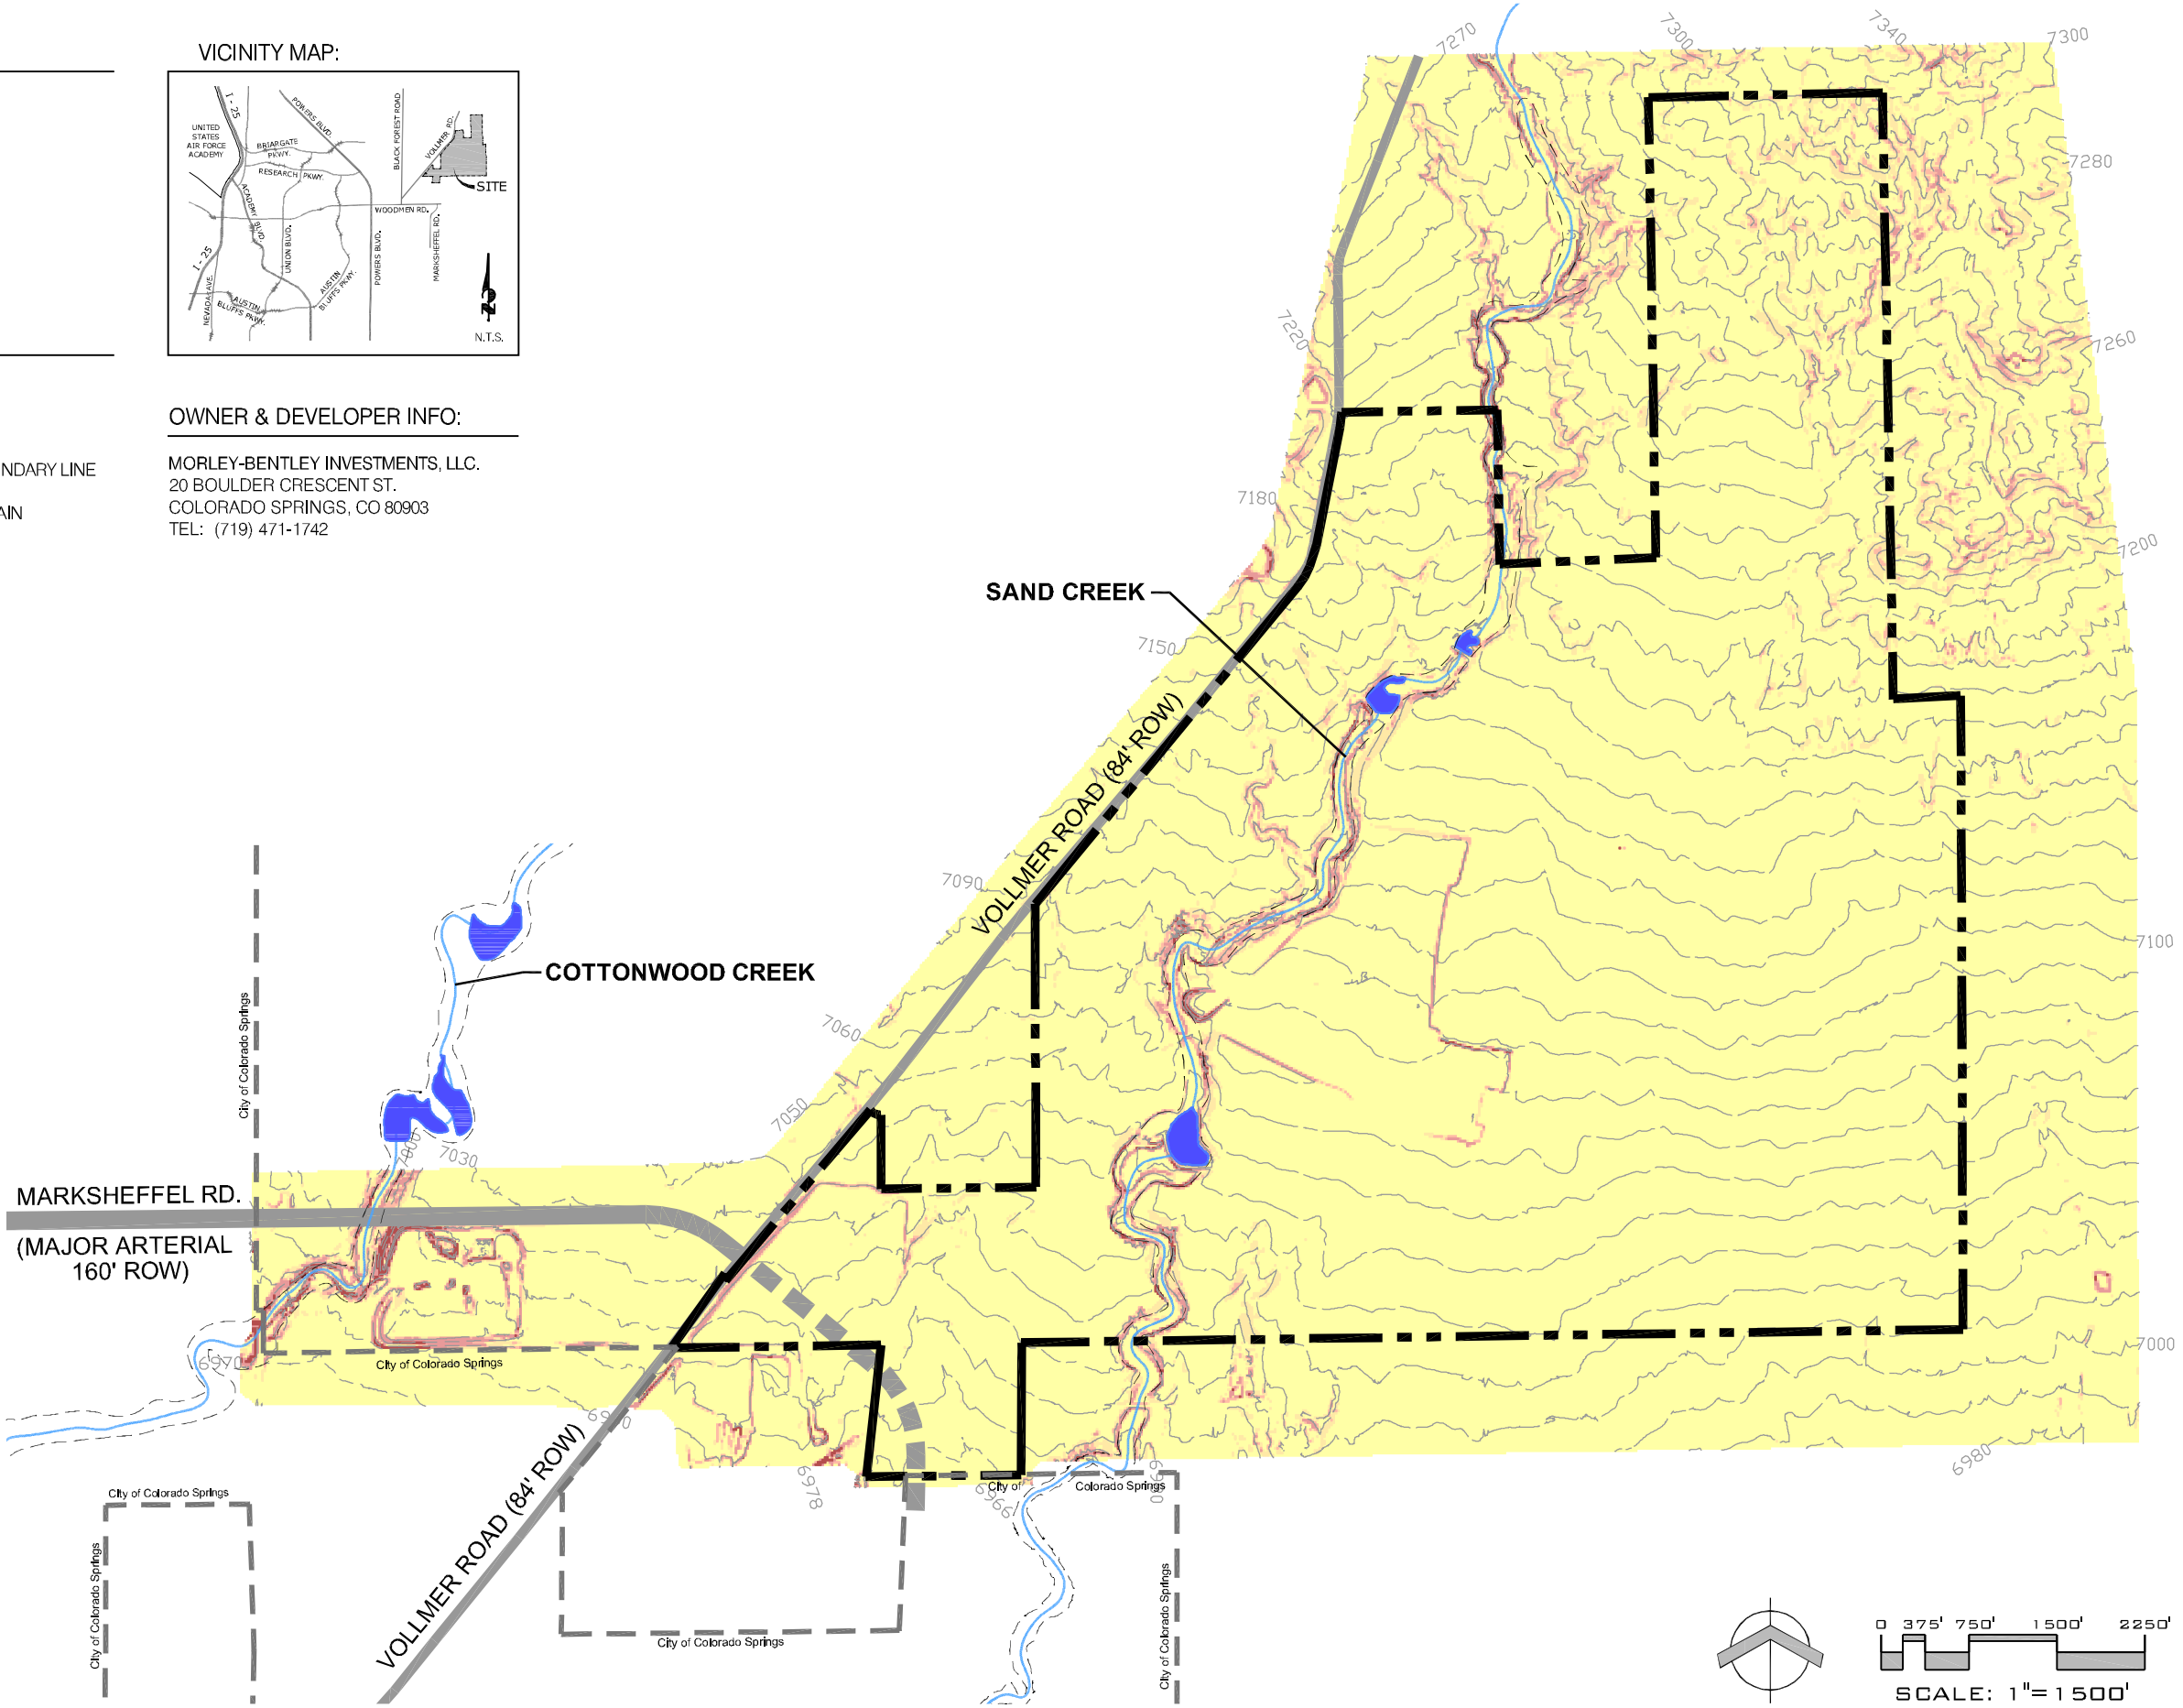 VICINITY MAP:
I - 25
POWERS BLVD.
UNITED
STATES
AIR FORCE
ACADEMY
BRIARGATE
PKWY.
RESEARCH PKWY.
BLACK FOREST ROAD
VOLLMER RD.
SITE
ACADEMY BLVD.
WOODMEN RD.
UNION BLVD.
POWERS BLVD.
MARKSHEFFEL RD.
I - 25
NEVADA AVE.
AUSTIN
BLUFFS PKWY.
AUSTIN
BLUFFS PKWY.
N.T.S.
OWNER & DEVELOPER INFO:
NDARY LINE
AIN
MORLEY-BENTLEY INVESTMENTS, LLC.
20 BOULDER CRESCENT ST.
COLORADO SPRINGS, CO 80903
TEL: (719) 471-1742
7270
7300
7340
7300
7280
7260
7220
7200
7180
7150
7100
7090
7060
7050
7030
7000
6980
6970
6978
6966
SAND CREEK
VOLLMER ROAD (84' ROW)
COTTONWOOD CREEK
City of Colorado Springs
MARKSHEFFEL RD.
(MAJOR ARTERIAL
160' ROW)
City of Colorado Springs
VOLLMER ROAD (84' ROW)
City of Colorado Springs
City of Colorado Springs
City of Colorado Springs
City of Colorado Springs
City of Colorado Springs
0 375' 750' 1500' 2250'
SCALE: 1"=1500'